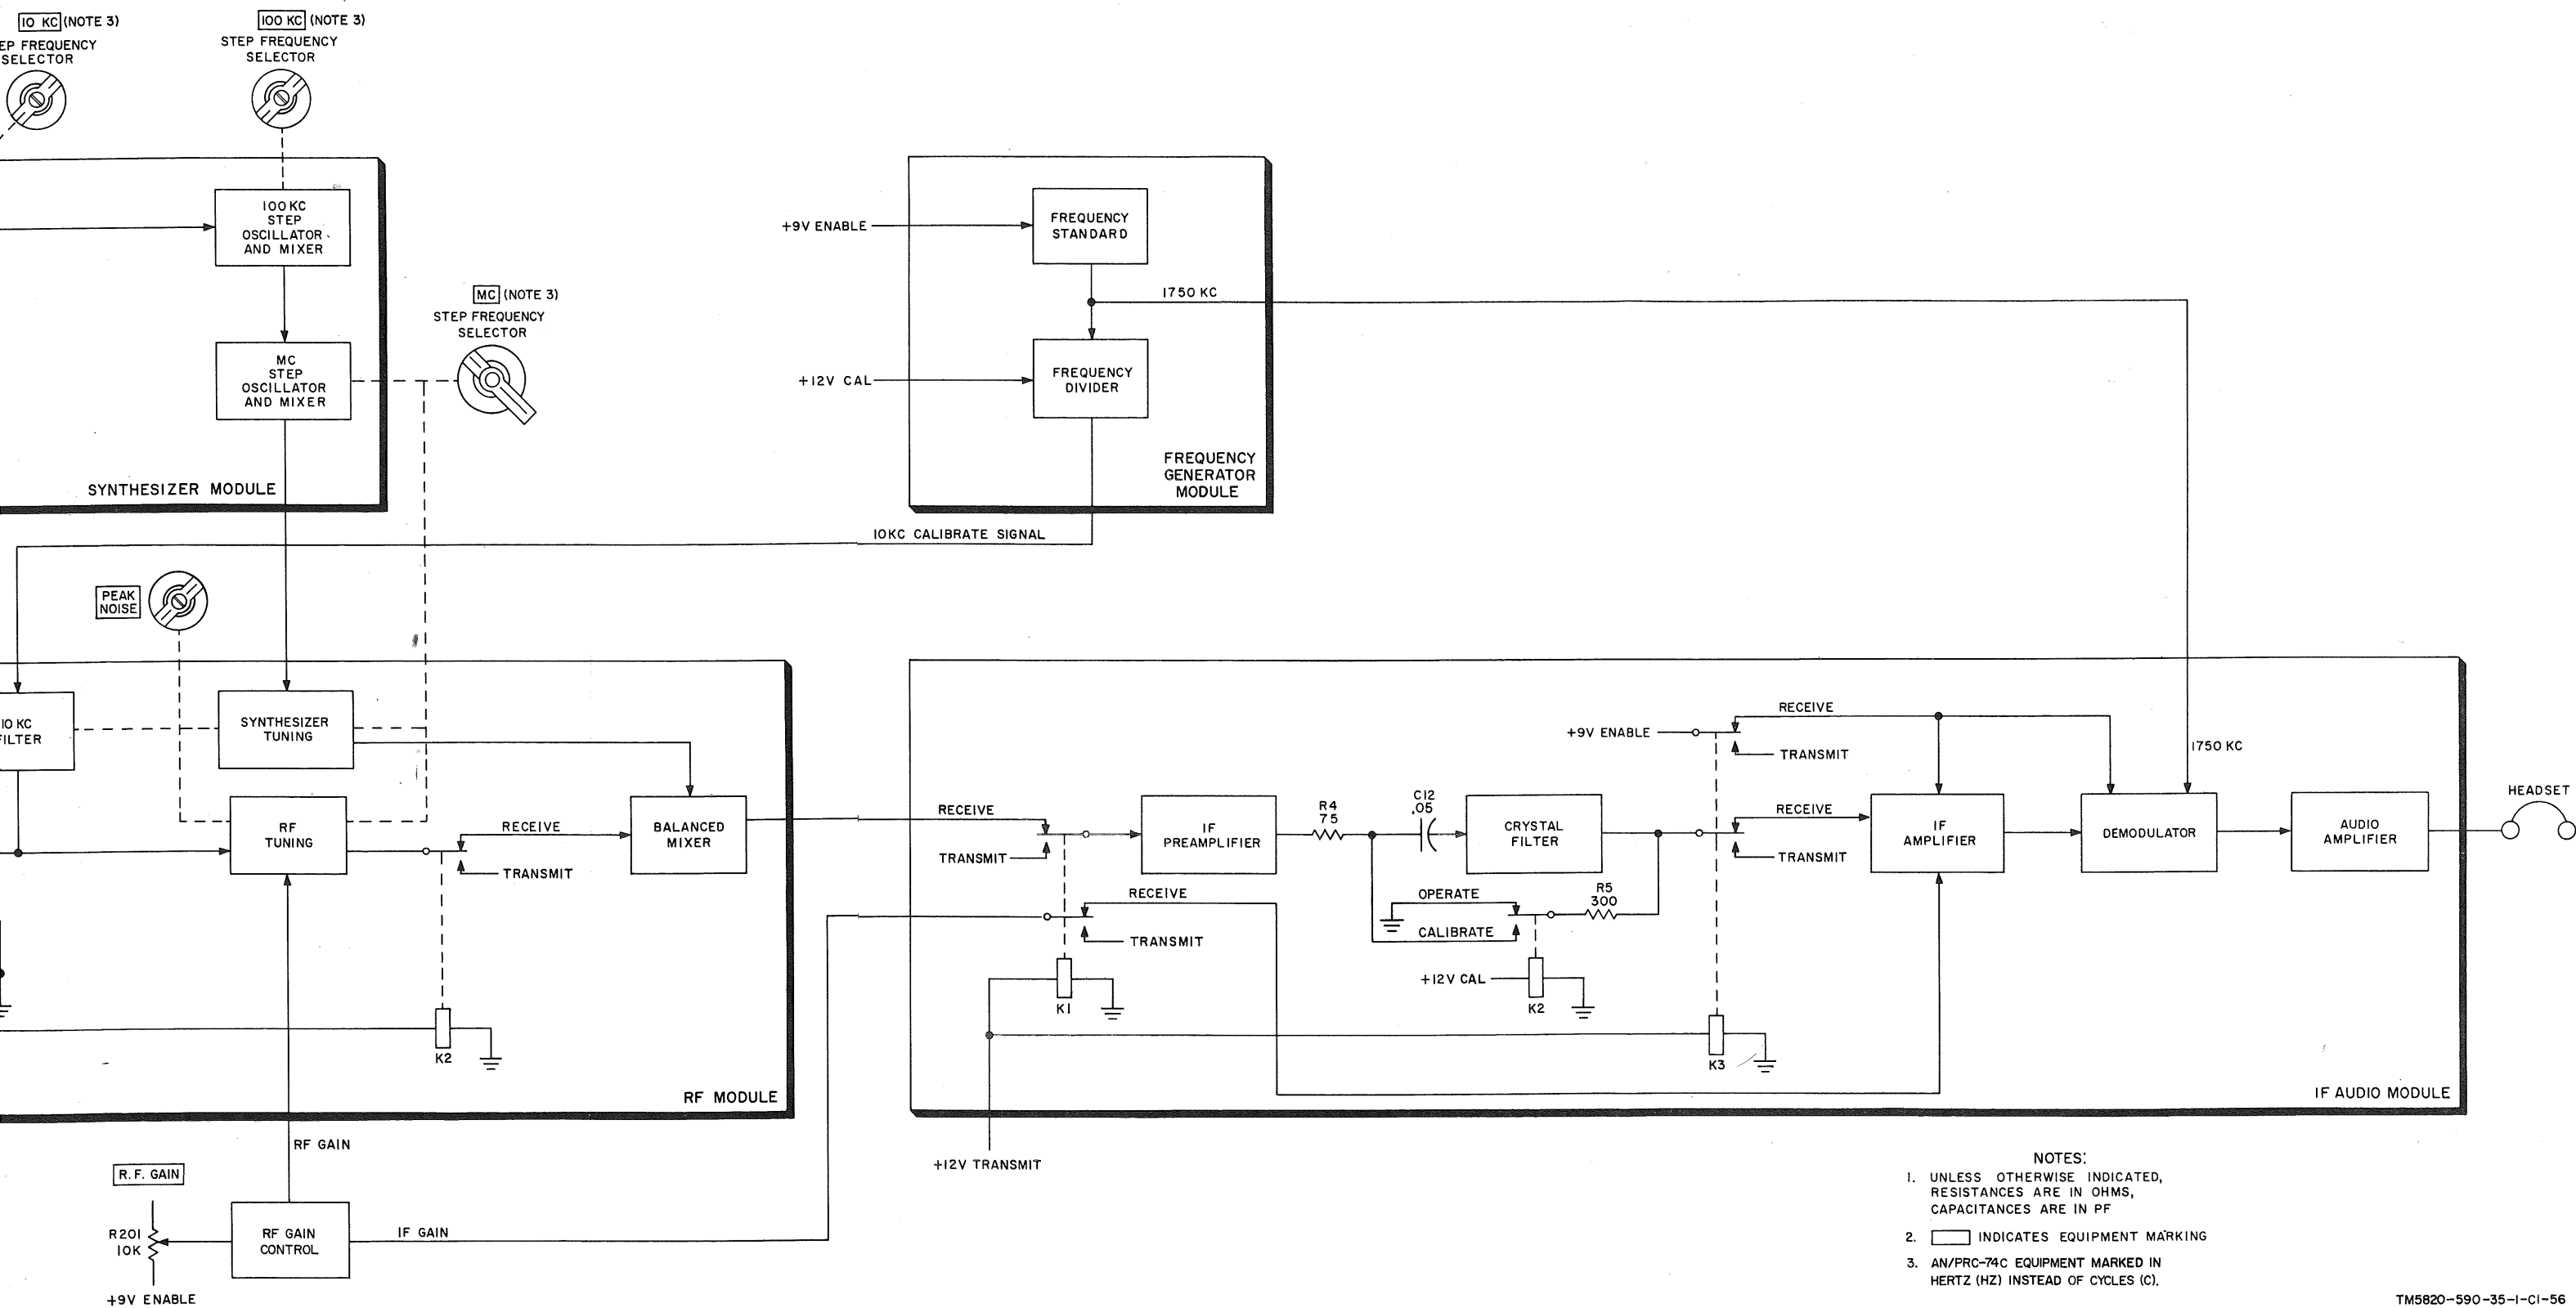 10 KC (NOTE 3)
EP FREQUENCY
SELECTOR
100 KC (NOTE 3)
STEP FREQUENCY
SELECTOR
100 KC
STEP
OSCILLATOR
AND MIXER
MC
STEP
OSCILLATOR
AND MIXER
SYNTHESIZER MODULE
MC (NOTE 3)
STEP FREQUENCY
SELECTOR
+9V ENABLE
FREQUENCY
STANDARD
1750 KC
+12V CAL
FREQUENCY
DIVIDER
FREQUENCY
GENERATOR
MODULE
10KC CALIBRATE SIGNAL
PEAK
NOISE
10 KC
FILTER
SYNTHESIZER
TUNING
RF
TUNING
RECEIVE
TRANSMIT
BALANCED
MIXER
K2
RF MODULE
RF GAIN
R.F. GAIN
R201
10K
+9V ENABLE
RF GAIN
CONTROL
IF GAIN
RECEIVE
TRANSMIT
IF
PREAMPLIFIER
R4
75
C12
.05
CRYSTAL
FILTER
RECEIVE
TRANSMIT
K1
OPERATE
CALIBRATE
R5
300
+12V CAL
K2
+9V ENABLE
RECEIVE
TRANSMIT
RECEIVE
TRANSMIT
K3
IF
AMPLIFIER
1750 KC
DEMODULATOR
AUDIO
AMPLIFIER
HEADSET
IF AUDIO MODULE
+12V TRANSMIT
NOTES:
1. UNLESS OTHERWISE INDICATED,
RESISTANCES ARE IN OHMS,
CAPACITANCES ARE IN PF
2. INDICATES EQUIPMENT MARKING
3. AN/PRC-74C EQUIPMENT MARKED IN
HERTZ (HZ) INSTEAD OF CYCLES (C).
TM5820-590-35-1-C1-56